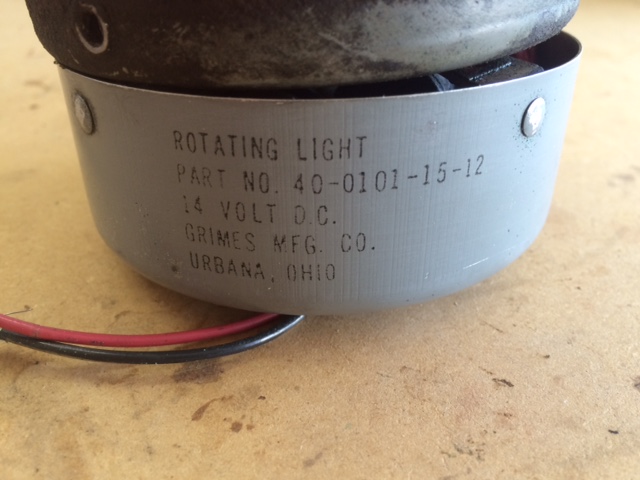 ROTATING LIGHT
PART NO. 40-0101-15-12
14 VOLT D.C.
GRIMES MFG. CO.
URBANA, OHIO